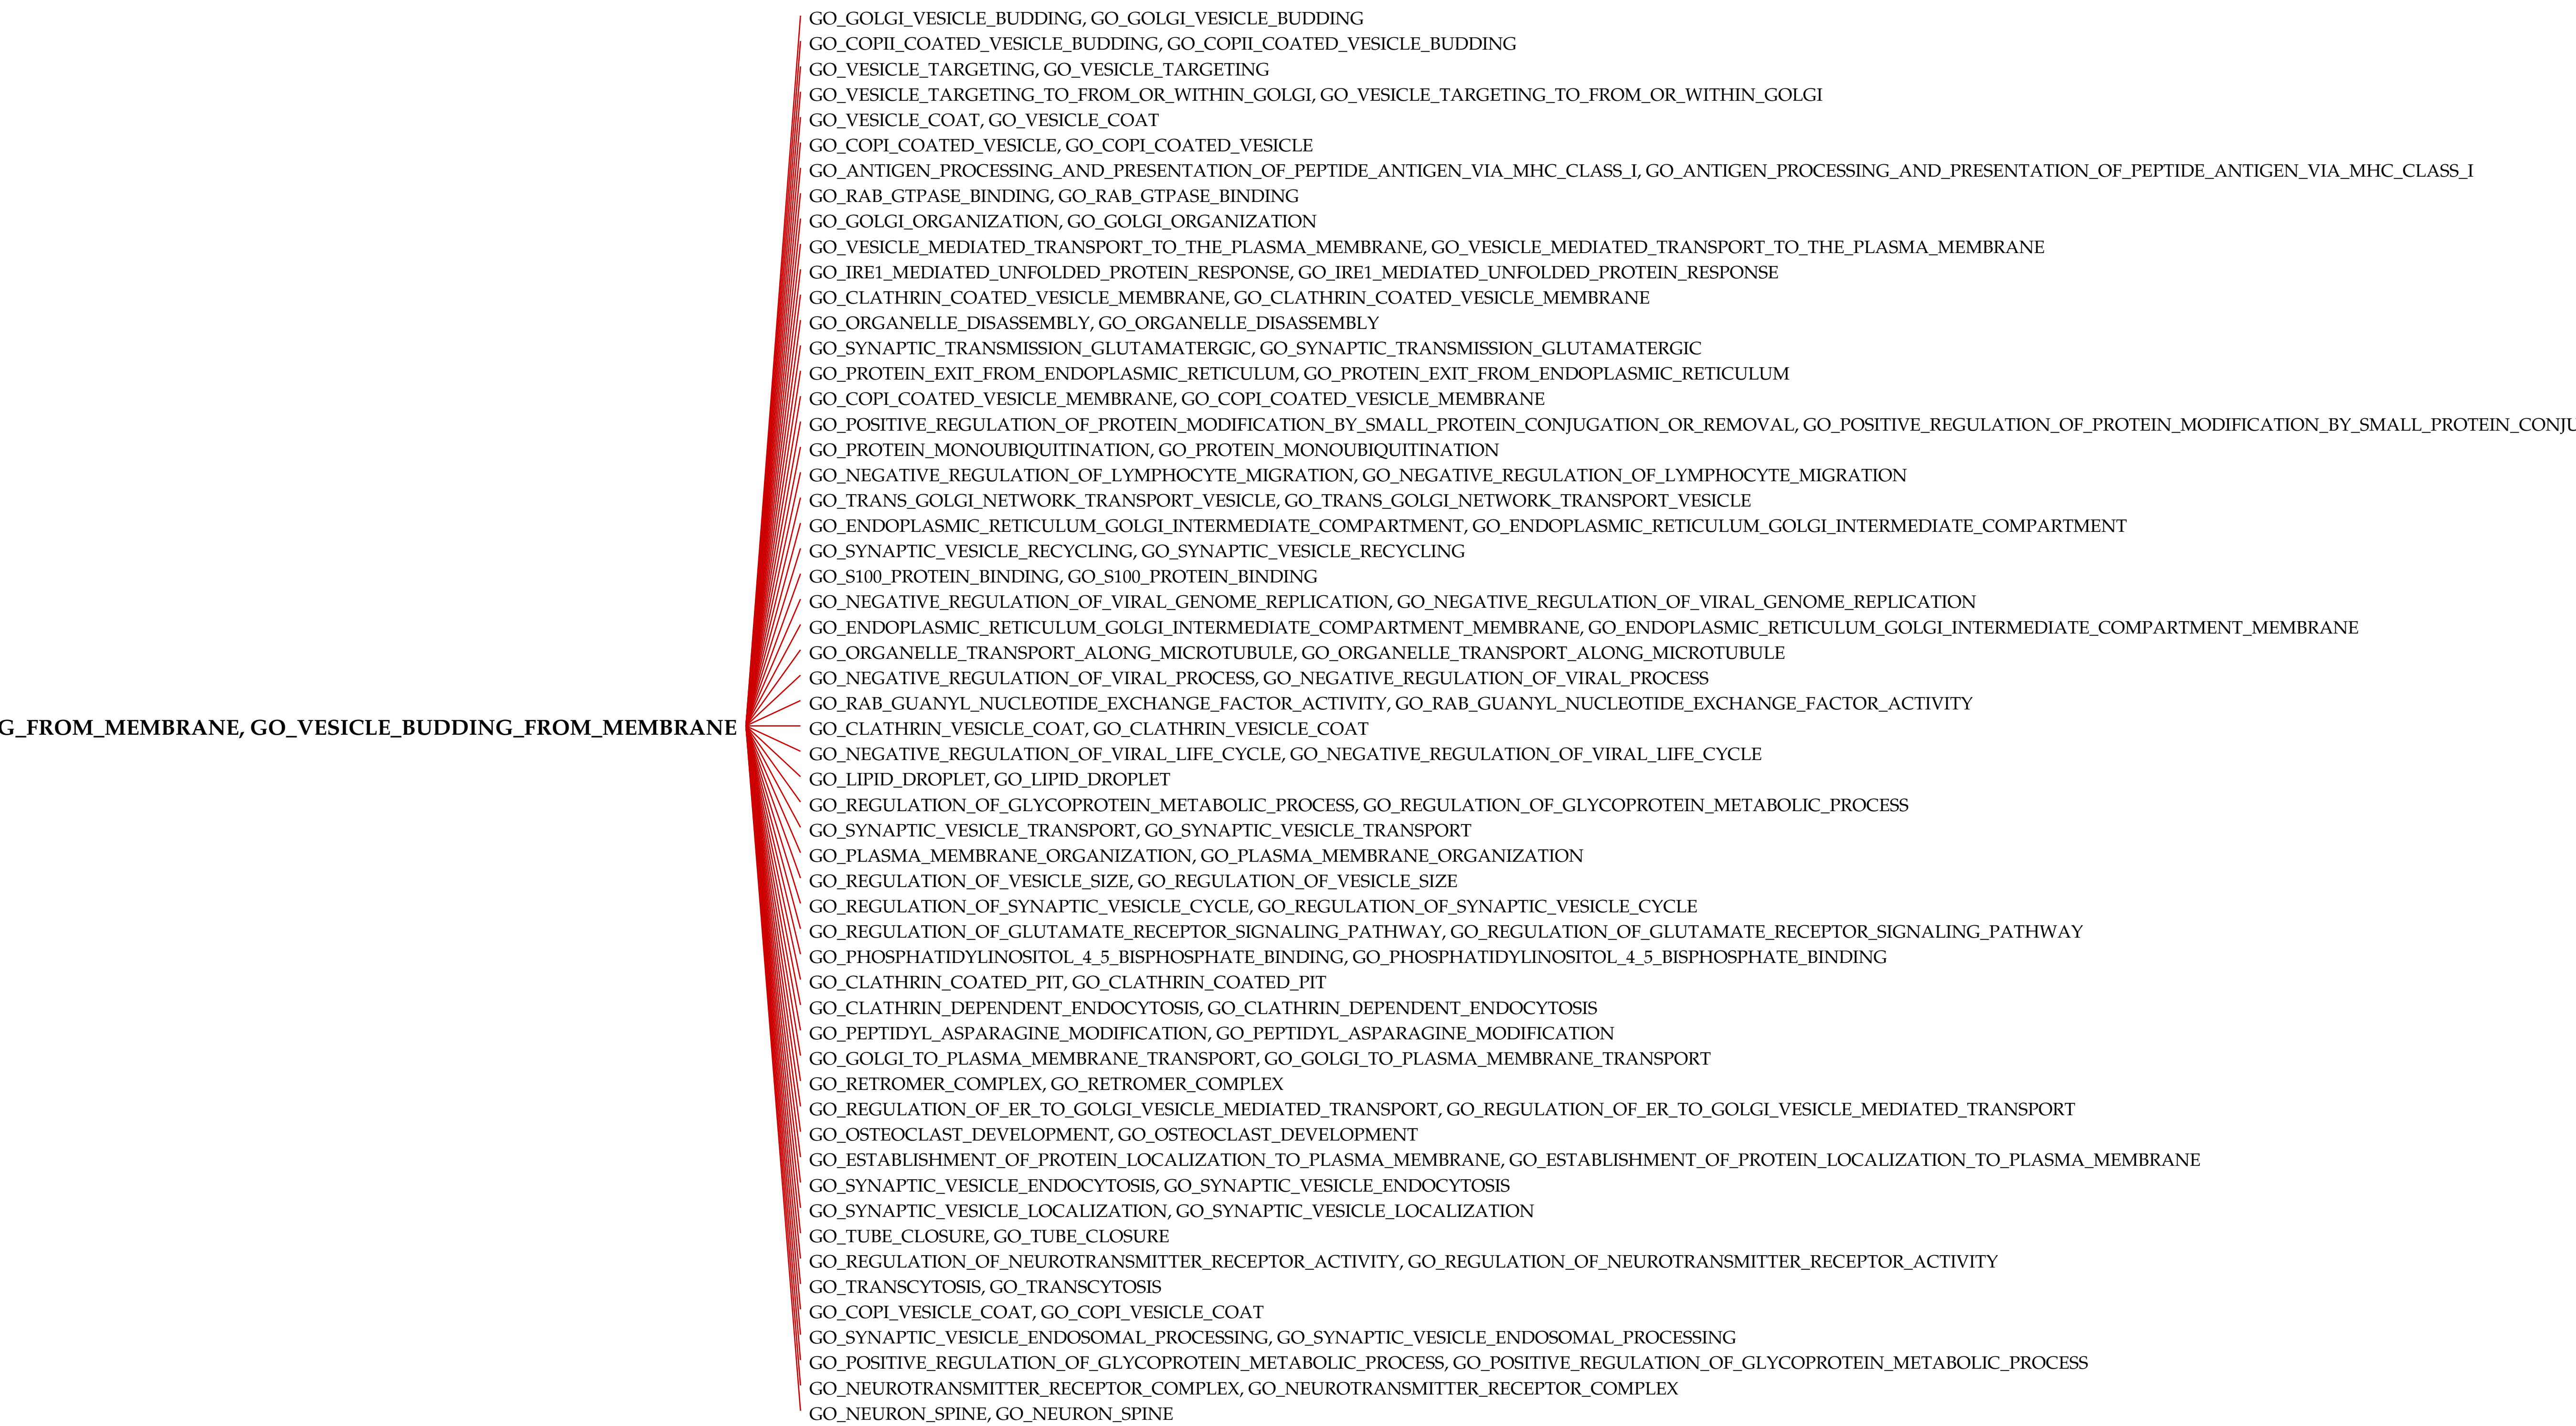 GO_GOLGI_VESICLE_BUDDING, GO_GOLGI_VESICLE_BUDDING
GO_COPII_COATED_VESICLE_BUDDING, GO_COPII_COATED_VESICLE_BUDDING
GO_VESICLE_TARGETING, GO_VESICLE_TARGETING
GO_VESICLE_TARGETING_TO_FROM_OR_WITHIN_GOLGI, GO_VESICLE_TARGETING_TO_FROM_OR_WITHIN_GOLGI
GO_VESICLE_COAT, GO_VESICLE_COAT
GO_COPI_COATED_VESICLE, GO_COPI_COATED_VESICLE
GO_ANTIGEN_PROCESSING_AND_PRESENTATION_OF_PEPTIDE_ANTIGEN_VIA_MHC_CLASS_I, GO_ANTIGEN_PROCESSING_AND_PRESENTATION_OF_PEPTIDE_ANTIGEN_VIA_MHC_CLASS_I
GO_RAB_GTPASE_BINDING, GO_RAB_GTPASE_BINDING
GO_GOLGI_ORGANIZATION, GO_GOLGI_ORGANIZATION
GO_VESICLE_MEDIATED_TRANSPORT_TO_THE_PLASMA_MEMBRANE, GO_VESICLE_MEDIATED_TRANSPORT_TO_THE_PLASMA_MEMBRANE
GO_IRE1_MEDIATED_UNFOLDED_PROTEIN_RESPONSE, GO_IRE1_MEDIATED_UNFOLDED_PROTEIN_RESPONSE
GO_CLATHRIN_COATED_VESICLE_MEMBRANE, GO_CLATHRIN_COATED_VESICLE_MEMBRANE
GO_ORGANELLE_DISASSEMBLY, GO_ORGANELLE_DISASSEMBLY
GO_SYNAPTIC_TRANSMISSION_GLUTAMATERGIC, GO_SYNAPTIC_TRANSMISSION_GLUTAMATERGIC
GO_PROTEIN_EXIT_FROM_ENDOPLASMIC_RETICULUM, GO_PROTEIN_EXIT_FROM_ENDOPLASMIC_RETICULUM
GO_COPI_COATED_VESICLE_MEMBRANE, GO_COPI_COATED_VESICLE_MEMBRANE
GO_POSITIVE_REGULATION_OF_PROTEIN_MODIFICATION_BY_SMALL_PROTEIN_CONJUGATION_OR_REMOVAL, GO_POSITIVE_REGULATION_OF_PROTEIN_MODIFICATION_BY_SMALL_PROTEIN_CONJU
GO_PROTEIN_MONOUBIQUITINATION, GO_PROTEIN_MONOUBIQUITINATION
GO_NEGATIVE_REGULATION_OF_LYMPHOCYTE_MIGRATION, GO_NEGATIVE_REGULATION_OF_LYMPHOCYTE_MIGRATION
GO_TRANS_GOLGI_NETWORK_TRANSPORT_VESICLE, GO_TRANS_GOLGI_NETWORK_TRANSPORT_VESICLE
GO_ENDOPLASMIC_RETICULUM_GOLGI_INTERMEDIATE_COMPARTMENT, GO_ENDOPLASMIC_RETICULUM_GOLGI_INTERMEDIATE_COMPARTMENT
GO_SYNAPTIC_VESICLE_RECYCLING, GO_SYNAPTIC_VESICLE_RECYCLING
GO_S100_PROTEIN_BINDING, GO_S100_PROTEIN_BINDING
GO_NEGATIVE_REGULATION_OF_VIRAL_GENOME_REPLICATION, GO_NEGATIVE_REGULATION_OF_VIRAL_GENOME_REPLICATION
GO_ENDOPLASMIC_RETICULUM_GOLGI_INTERMEDIATE_COMPARTMENT_MEMBRANE, GO_ENDOPLASMIC_RETICULUM_GOLGI_INTERMEDIATE_COMPARTMENT_MEMBRANE
GO_ORGANELLE_TRANSPORT_ALONG_MICROTUBULE, GO_ORGANELLE_TRANSPORT_ALONG_MICROTUBULE
GO_NEGATIVE_REGULATION_OF_VIRAL_PROCESS, GO_NEGATIVE_REGULATION_OF_VIRAL_PROCESS
GO_RAB_GUANYL_NUCLEOTIDE_EXCHANGE_FACTOR_ACTIVITY, GO_RAB_GUANYL_NUCLEOTIDE_EXCHANGE_FACTOR_ACTIVITY
G_FROM_MEMBRANE, GO_VESICLE_BUDDING_FROM_MEMBRANE
GO_CLATHRIN_VESICLE_COAT, GO_CLATHRIN_VESICLE_COAT
GO_NEGATIVE_REGULATION_OF_VIRAL_LIFE_CYCLE, GO_NEGATIVE_REGULATION_OF_VIRAL_LIFE_CYCLE
GO_LIPID_DROPLET, GO_LIPID_DROPLET
GO_REGULATION_OF_GLYCOPROTEIN_METABOLIC_PROCESS, GO_REGULATION_OF_GLYCOPROTEIN_METABOLIC_PROCESS
GO_SYNAPTIC_VESICLE_TRANSPORT, GO_SYNAPTIC_VESICLE_TRANSPORT
GO_PLASMA_MEMBRANE_ORGANIZATION, GO_PLASMA_MEMBRANE_ORGANIZATION
GO_REGULATION_OF_VESICLE_SIZE, GO_REGULATION_OF_VESICLE_SIZE
GO_REGULATION_OF_SYNAPTIC_VESICLE_CYCLE, GO_REGULATION_OF_SYNAPTIC_VESICLE_CYCLE
GO_REGULATION_OF_GLUTAMATE_RECEPTOR_SIGNALING_PATHWAY, GO_REGULATION_OF_GLUTAMATE_RECEPTOR_SIGNALING_PATHWAY
GO_PHOSPHATIDYLINOSITOL_4_5_BISPHOSPHATE_BINDING, GO_PHOSPHATIDYLINOSITOL_4_5_BISPHOSPHATE_BINDING
GO_CLATHRIN_COATED_PIT, GO_CLATHRIN_COATED_PIT
GO_CLATHRIN_DEPENDENT_ENDOCYTOSIS, GO_CLATHRIN_DEPENDENT_ENDOCYTOSIS
GO_PEPTIDYL_ASPARAGINE_MODIFICATION, GO_PEPTIDYL_ASPARAGINE_MODIFICATION
GO_GOLGI_TO_PLASMA_MEMBRANE_TRANSPORT, GO_GOLGI_TO_PLASMA_MEMBRANE_TRANSPORT
GO_RETROMER_COMPLEX, GO_RETROMER_COMPLEX
GO_REGULATION_OF_ER_TO_GOLGI_VESICLE_MEDIATED_TRANSPORT, GO_REGULATION_OF_ER_TO_GOLGI_VESICLE_MEDIATED_TRANSPORT
GO_OSTEOCLAST_DEVELOPMENT, GO_OSTEOCLAST_DEVELOPMENT
GO_ESTABLISHMENT_OF_PROTEIN_LOCALIZATION_TO_PLASMA_MEMBRANE, GO_ESTABLISHMENT_OF_PROTEIN_LOCALIZATION_TO_PLASMA_MEMBRANE
GO_SYNAPTIC_VESICLE_ENDOCYTOSIS, GO_SYNAPTIC_VESICLE_ENDOCYTOSIS
GO_SYNAPTIC_VESICLE_LOCALIZATION, GO_SYNAPTIC_VESICLE_LOCALIZATION
GO_TUBE_CLOSURE, GO_TUBE_CLOSURE
GO_REGULATION_OF_NEUROTRANSMITTER_RECEPTOR_ACTIVITY, GO_REGULATION_OF_NEUROTRANSMITTER_RECEPTOR_ACTIVITY
GO_TRANSCYTOSIS, GO_TRANSCYTOSIS
GO_COPI_VESICLE_COAT, GO_COPI_VESICLE_COAT
GO_SYNAPTIC_VESICLE_ENDOSOMAL_PROCESSING, GO_SYNAPTIC_VESICLE_ENDOSOMAL_PROCESSING
GO_POSITIVE_REGULATION_OF_GLYCOPROTEIN_METABOLIC_PROCESS, GO_POSITIVE_REGULATION_OF_GLYCOPROTEIN_METABOLIC_PROCESS
GO_NEUROTRANSMITTER_RECEPTOR_COMPLEX, GO_NEUROTRANSMITTER_RECEPTOR_COMPLEX
GO_NEURON_SPINE, GO_NEURON_SPINE